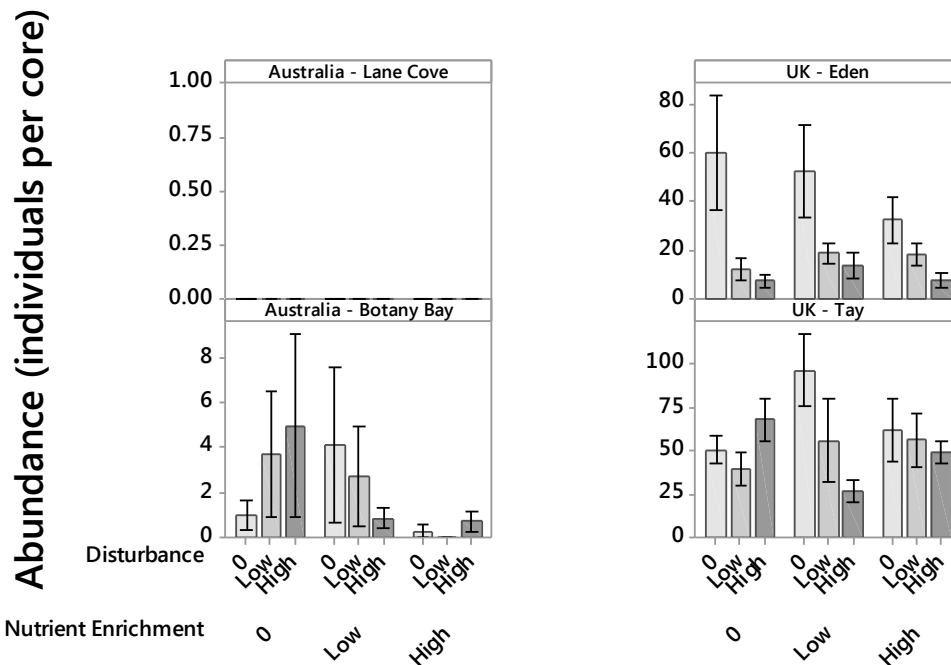 Abundance (individuals per core)
Australia - Lane Cove
1.00
0.75
0.50
0.25
0.00
Australia - Botany Bay
8
6
4
2
0
UK - Eden
80
60
40
20
0
UK - Tay
100
75
50
25
0
Disturbance
0 Low High 0 Low High 0 Low High
0 Low High 0 Low High 0 Low High
Nutrient Enrichment
0 Low High
0 Low High